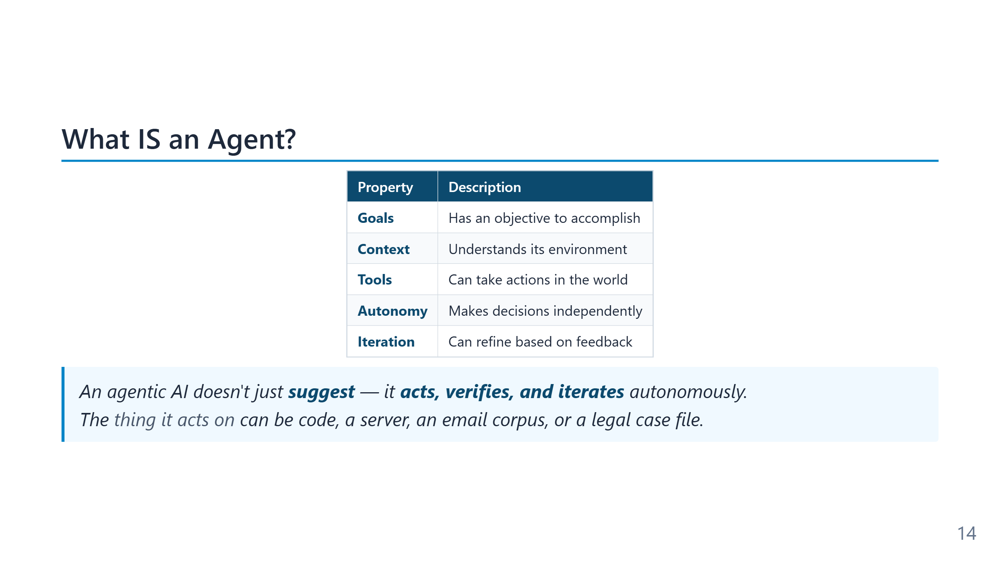 What IS an Agent?
Property Description
Goals Has an objective to accomplish
Context Understands its environment
Tools Can take actions in the world
Autonomy Makes decisions independently
Iteration Can refine based on feedback
An agentic AI doesn't just suggest — it acts, verifies, and iterates autonomously.
The thing it acts on can be code, a server, an email corpus, or a legal case file.
14